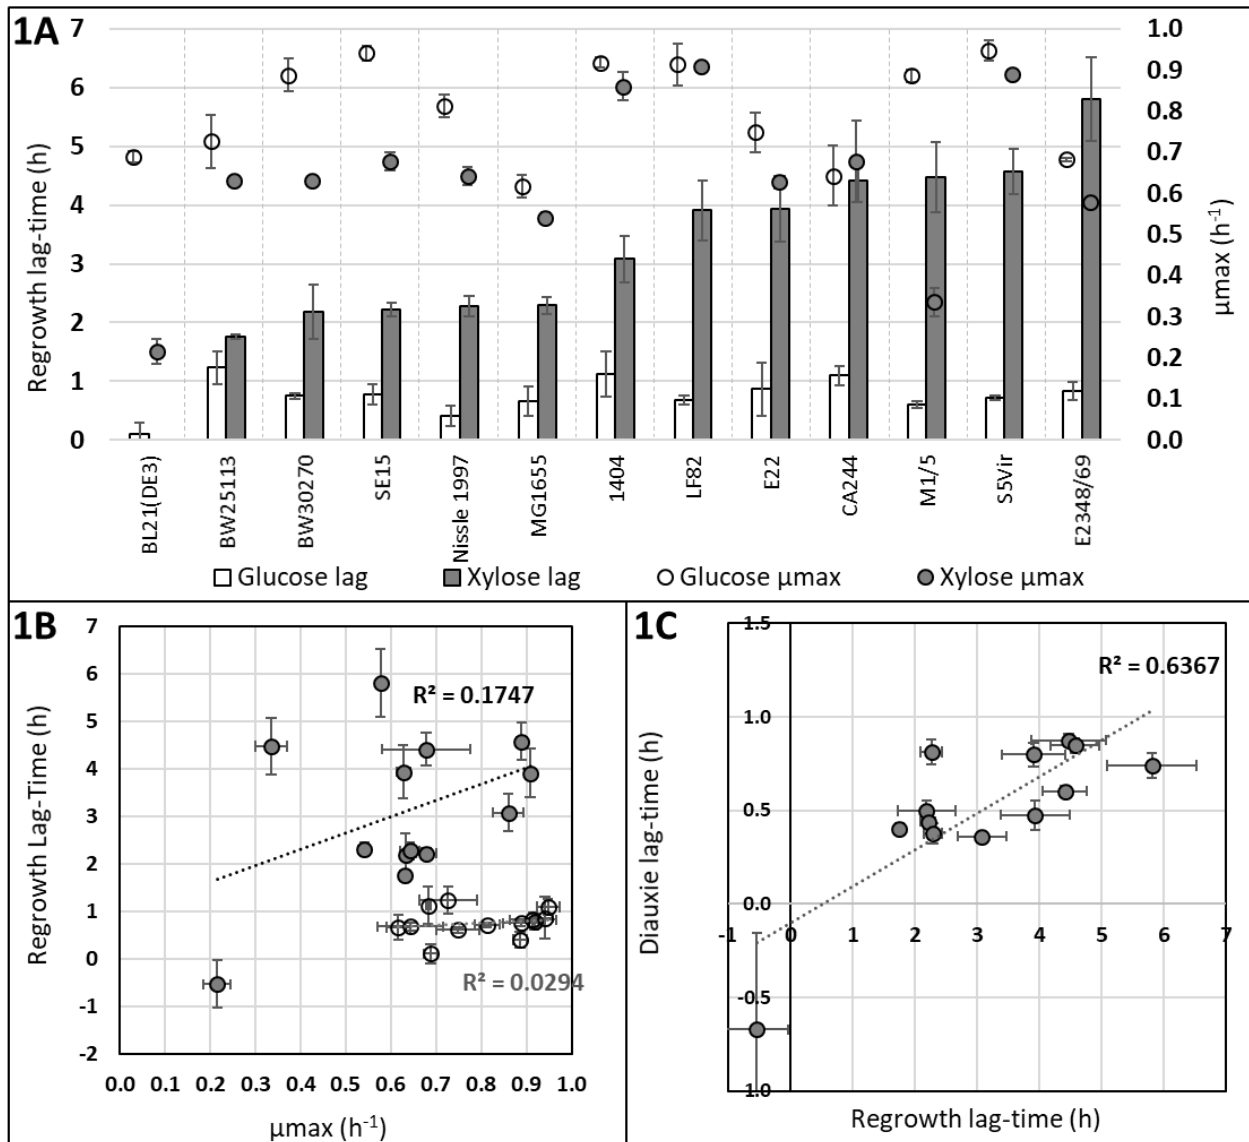 1A
7
6
5
4
3
2
1
0
Regrowth lag-time (h)
1.0
0.9
0.8
0.7
0.6
0.5
0.4
0.3
0.2
0.1
0.0
µmax (h⁻¹)
BL21(DE3)
BW25113
BW30270
SE15
Nissle 1997
MG1655
1404
LF82
E22
CA244
M1/5
S5Vir
E2348/69
Glucose lag Xylose lag Glucose µmax Xylose µmax
1B
7
6
5
4
3
2
1
0
-1
-2
Regrowth Lag-Time (h)
R² = 0.1747
R² = 0.0294
0.0 0.1 0.2 0.3 0.4 0.5 0.6 0.7 0.8 0.9 1.0
µmax (h⁻¹)
1C
1.5
1.0
0.5
0.0
-0.5
1.0
Diauxie lag-time (h)
R² = 0.6367
-1 0 1 2 3 4 5 6 7
Regrowth lag-time (h)